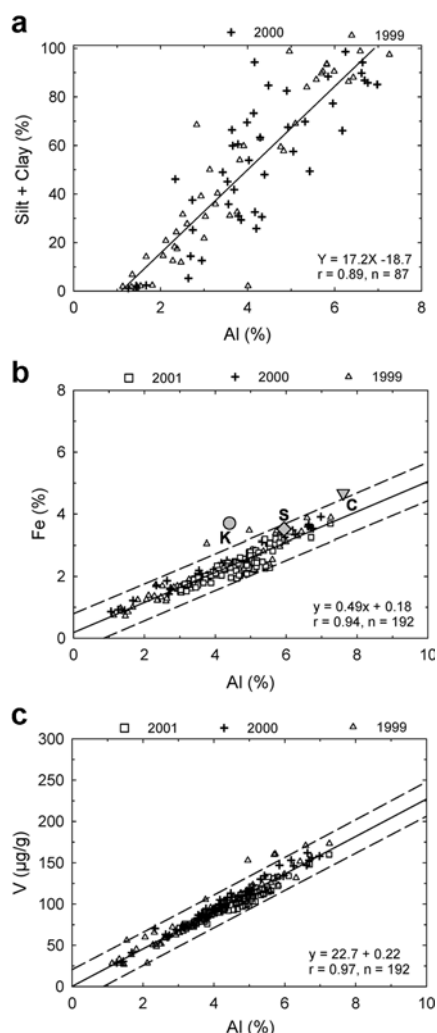 a
2000 1999
100
80
60
40
20
0
Silt + Clay (%)
Y = 17.2X -18.7
r = 0.89, n = 87
0 2 4 6 8
Al (%)
b
2001 2000 1999
8
6
4
2
0
Fe (%)
K S C
y = 0.49x + 0.18
r = 0.94, n = 192
0 2 4 6 8 10
Al (%)
c
2001 2000 1999
300
250
200
150
100
50
0
V (µg/g)
y = 22.7 + 0.22
r = 0.97, n = 192
0 2 4 6 8 10
Al (%)